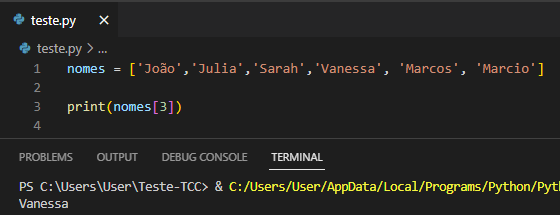 teste.py ×
teste.py > ...
1 nomes = ['João','Julia','Sarah','Vanessa', 'Marcos', 'Marcio']
2
3 print(nomes[3])
4
PROBLEMS OUTPUT DEBUG CONSOLE TERMINAL
PS C:\Users\User\Teste-TCC> & C:/Users/User/AppData/Local/Programs/Python/Pyt
Vanessa